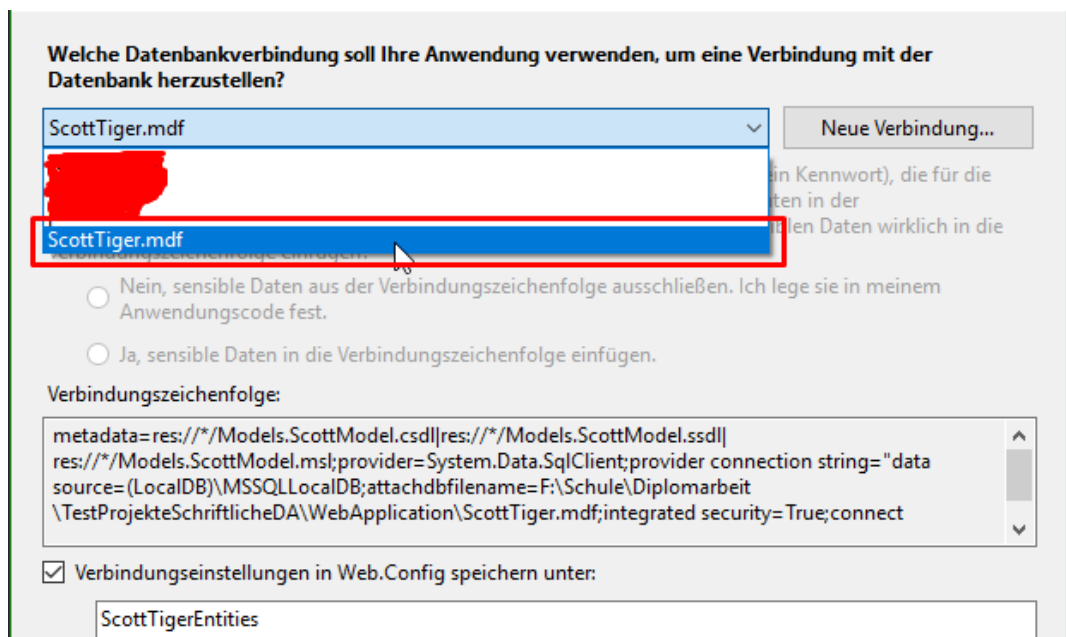 Welche Datenbankverbindung soll Ihre Anwendung verwenden, um eine Verbindung mit der
Datenbank herzustellen?
ScottTiger.mdf
Neue Verbindung...
ein Kennwort), die für die
ten in der
ScottTiger.mdf
blen Daten wirklich in die
Verbindungszeichenfolge einfügen?
Nein, sensible Daten aus der Verbindungszeichenfolge ausschließen. Ich lege sie in meinem
Anwendungscode fest.
Ja, sensible Daten in die Verbindungszeichenfolge einfügen.
Verbindungszeichenfolge:
metadata=res://*/Models.ScottModel.csdl|res://*/Models.ScottModel.ssdl|
res://*/Models.ScottModel.msl;provider=System.Data.SqlClient;provider connection string="data
source=(LocalDB)\MSSQLLocalDB;attachdbfilename=F:\Schule\Diplomarbeit
\TestProjekteSchriftlicheDA\WebApplication\ScottTiger.mdf;integrated security=True;connect
Verbindungseinstellungen in Web.Config speichern unter:
ScottTigerEntities